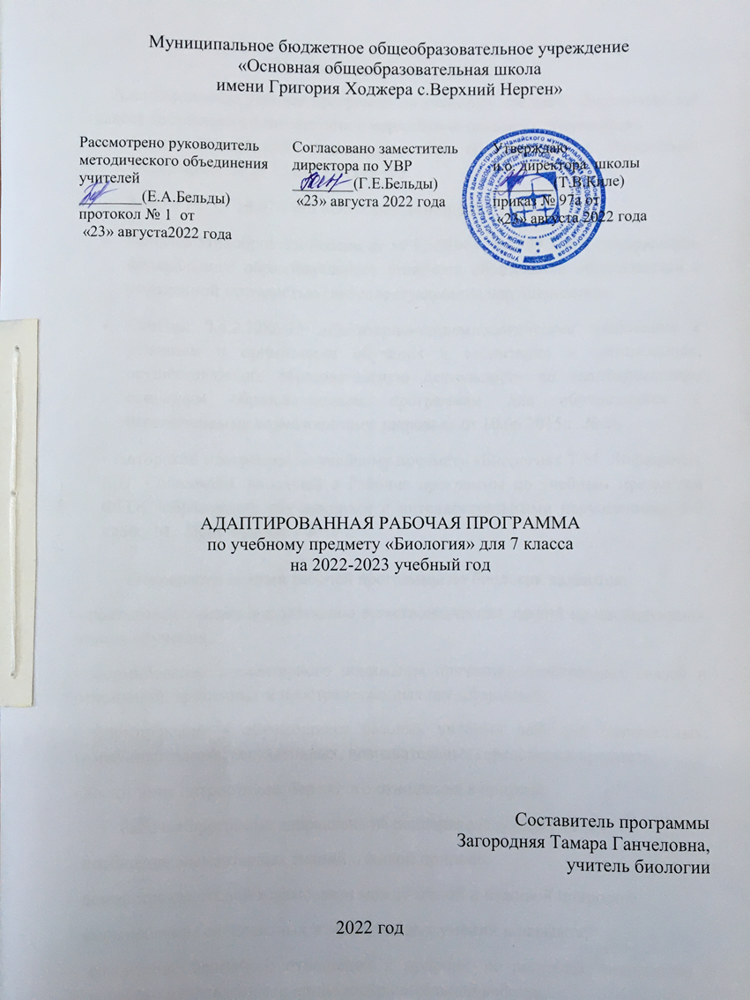 Муниципальное бюджетное общеобразовательное учреждение
«Основная общеобразовательная школа
имени Григория Ходжера с.Верхний Нерген»
Рассмотрено руководитель
методического объединения
учителей
________(Е.А.Бельды)
протокол № 1 от
«23» августа2022 года
Согласовано заместитель
директора по УВР
________(Г.Е.Бельды)
«23» августа 2022 года
Утверждаю
и.о. директора школы
________(Т.В.Киле)
приказ № 97а от
«23» августа 2022 года
АДАПТИРОВАННАЯ РАБОЧАЯ ПРОГРАММА
по учебному предмету «Биология» для 7 класса
на 2022-2023 учебный год
Составитель программы
Загородняя Тамара Ганчеловна,
учитель биологии
2022 год